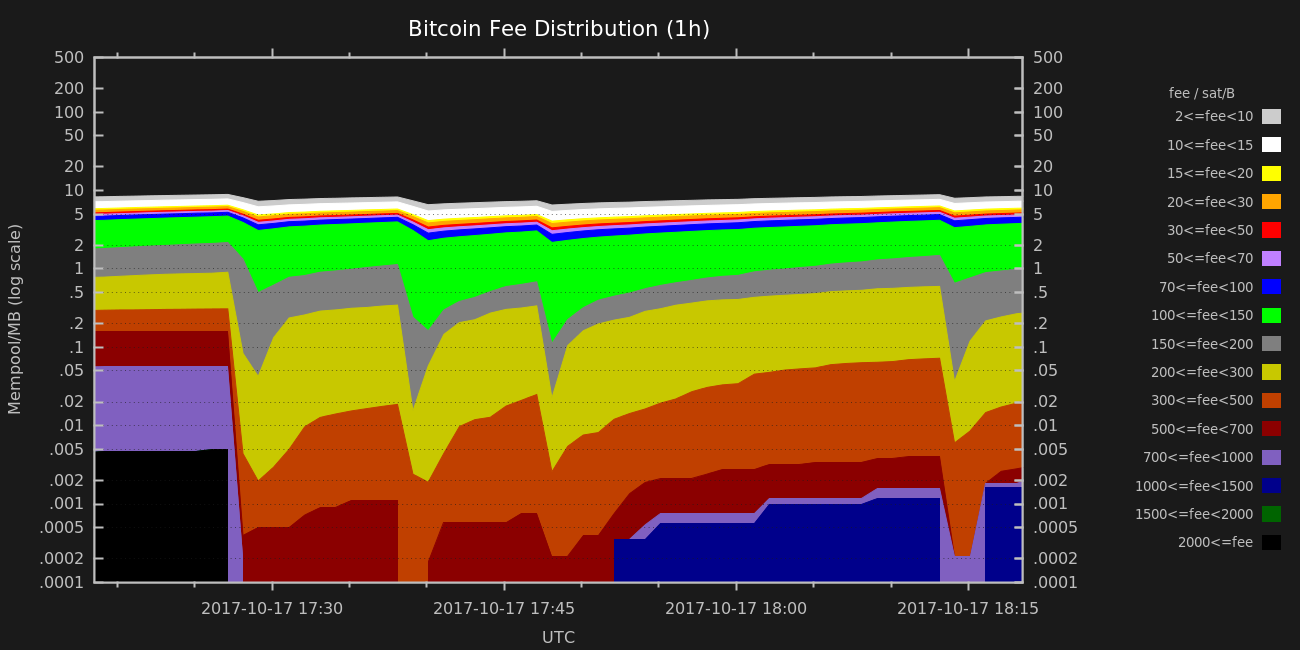 Bitcoin Fee Distribution (1h)
500
200
100
50
20
10
5
2
1
.5
.2
.1
.05
.02
.01
.005
.002
.001
.0005
.0002
.0001
Mempool/MB (log scale)
500
200
100
50
20
10
5
2
1
.5
.2
.1
.05
.02
.01
.005
.002
.001
.0005
.0002
.0001
2017-10-17 17:30
2017-10-17 17:45
2017-10-17 18:00
2017-10-17 18:15
UTC
fee / sat/B
2<=fee<10
10<=fee<15
15<=fee<20
20<=fee<30
30<=fee<50
50<=fee<70
70<=fee<100
100<=fee<150
150<=fee<200
200<=fee<300
300<=fee<500
500<=fee<700
700<=fee<1000
1000<=fee<1500
1500<=fee<2000
2000<=fee